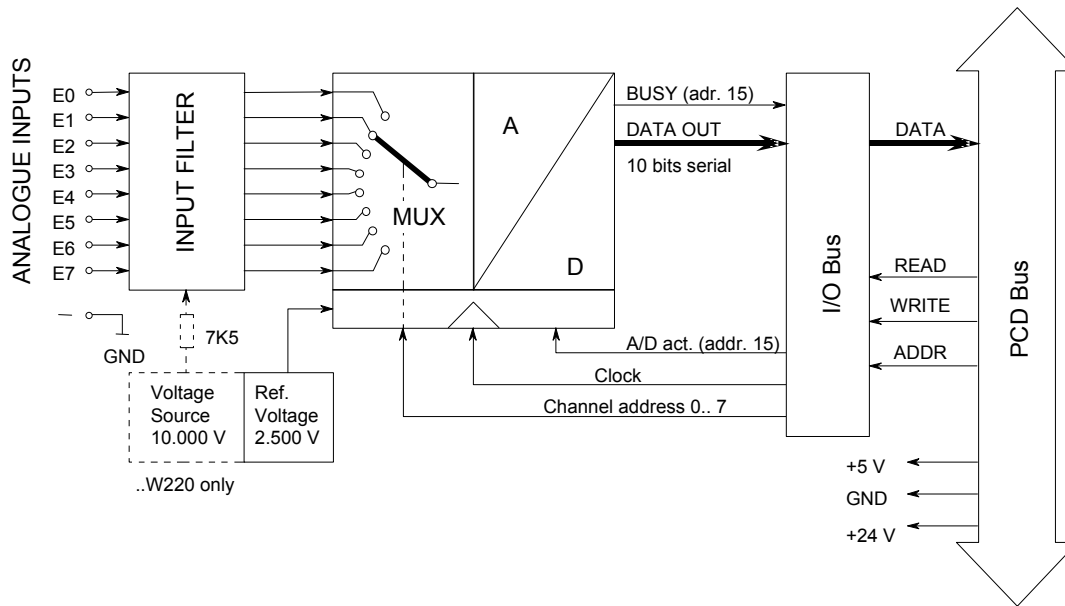 ANALOGUE INPUTS
E0
E1
E2
E3
E4
E5
E6
E7
GND
INPUT FILTER
7K5
Voltage
Source
10.000 V
Ref.
Voltage
2.500 V
..W220 only
MUX
A
D
BUSY (adr. 15)
DATA OUT
10 bits serial
A/D act. (addr. 15)
Clock
Channel address 0.. 7
I/O Bus
DATA
READ
WRITE
ADDR
+5 V
GND
+24 V
PCD Bus